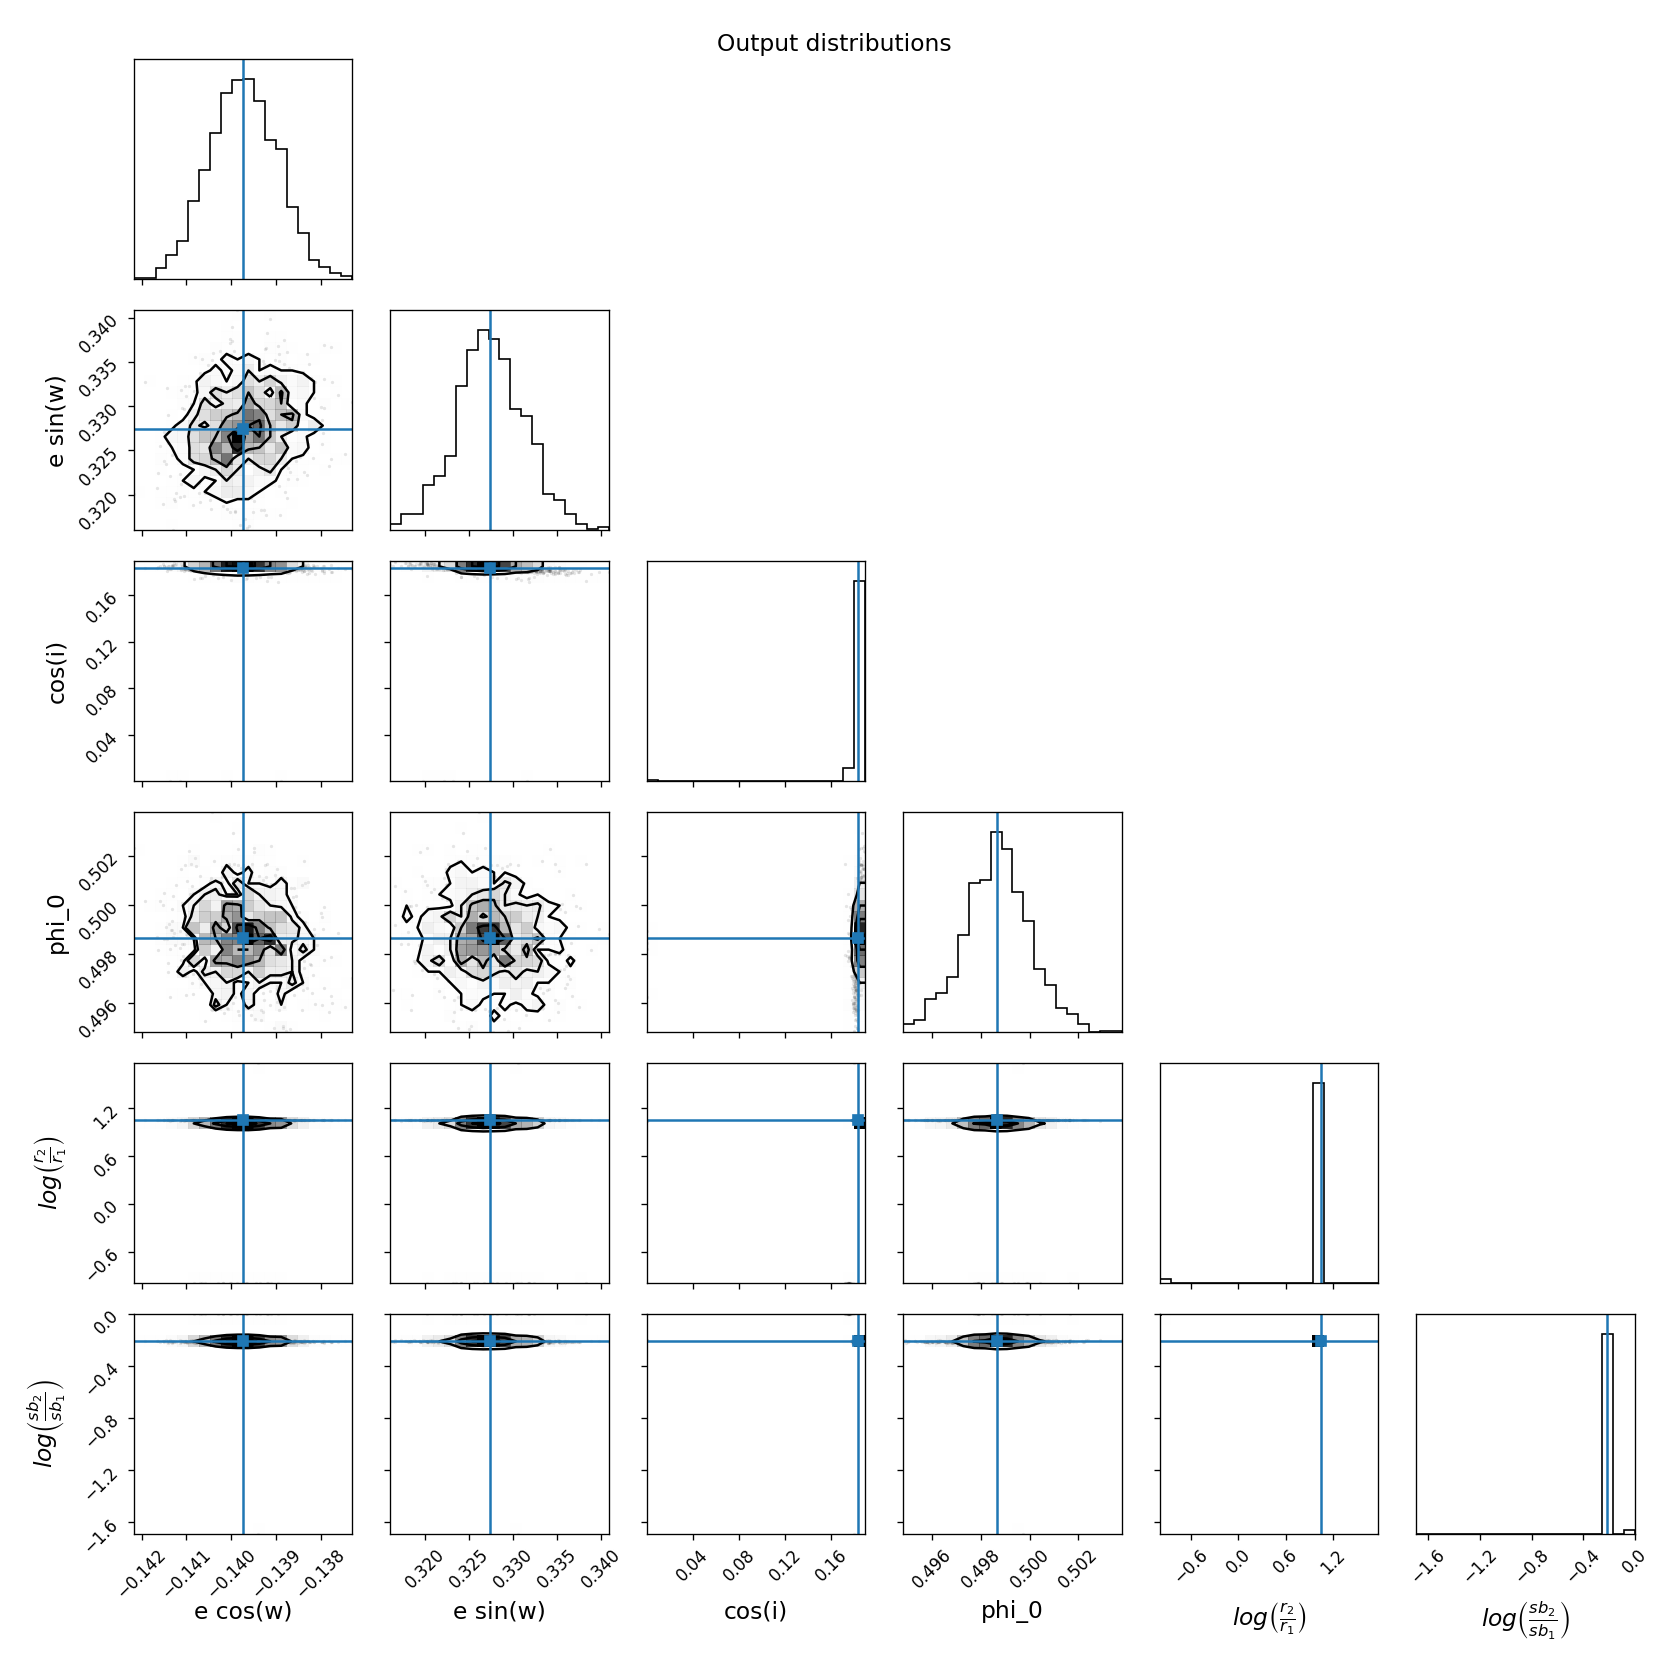 Output distributions
0.340
0.335
0.330
0.325
0.320
e sin(w)
0.16
0.12
0.08
0.04
cos(i)
0.502
0.500
0.498
0.496
phi_0
1.2
0.6
0.0
−0.6
log(r₂/r₁)
0.0
−0.4
−0.8
−1.2
−1.6
log(sb₂/sb₁)
−0.142 −0.141 −0.140 −0.139 −0.138
0.320 0.325 0.330 0.335 0.340
0.04 0.08 0.12 0.16
0.496 0.498 0.500 0.502
−0.6 0.0 0.6 1.2
−1.6 −1.2 −0.8 −0.4 0.0
e cos(w)
e sin(w)
cos(i)
phi_0
log(r₂/r₁)
log(sb₂/sb₁)